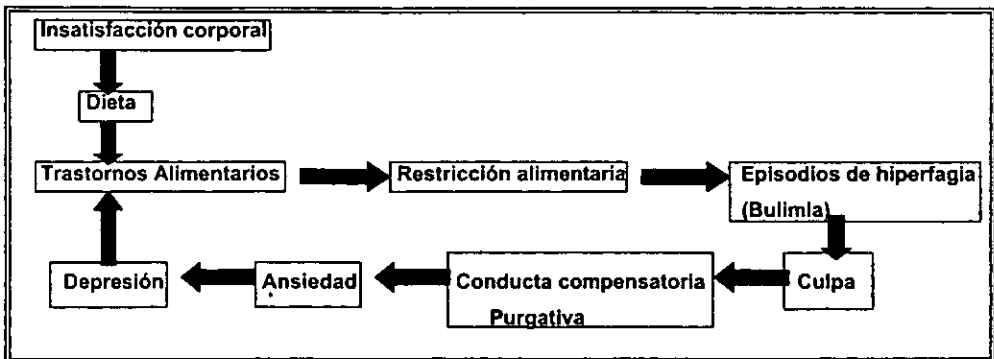 Insatisfacción corporal
Dieta
Trastornos Alimentarios
Restricción alimentaria
Episodios de hiperfagia
(Bulimia)
Depresión
Ansiedad
Conducta compensatoria
Purgativa
Culpa